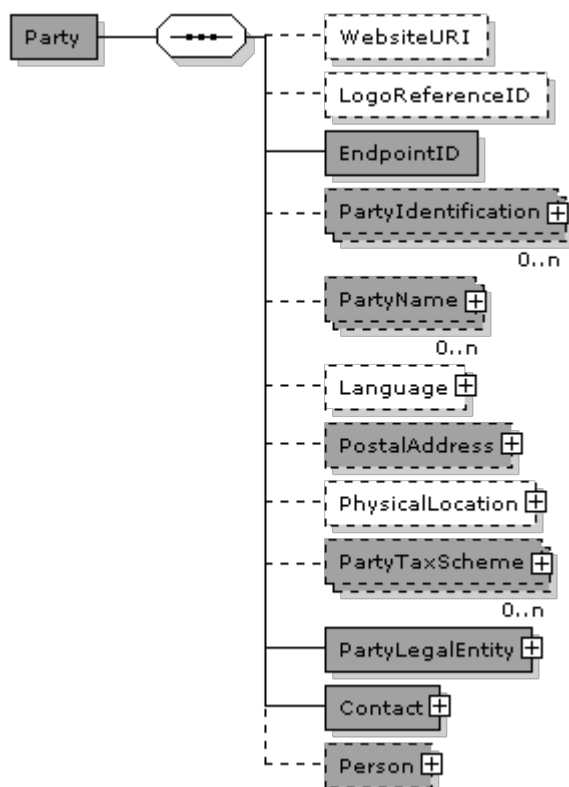 Party
WebsiteURI
LogoReferenceID
EndpointID
PartyIdentification
0..n
PartyName
0..n
Language
PostalAddress
PhysicalLocation
PartyTaxScheme
0..n
PartyLegalEntity
Contact
Person